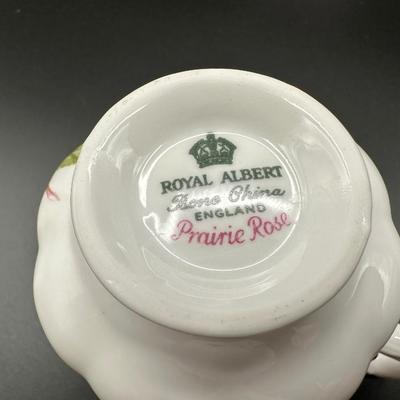 ROYAL ALBERT
Bone China
ENGLAND
Prairie Rose